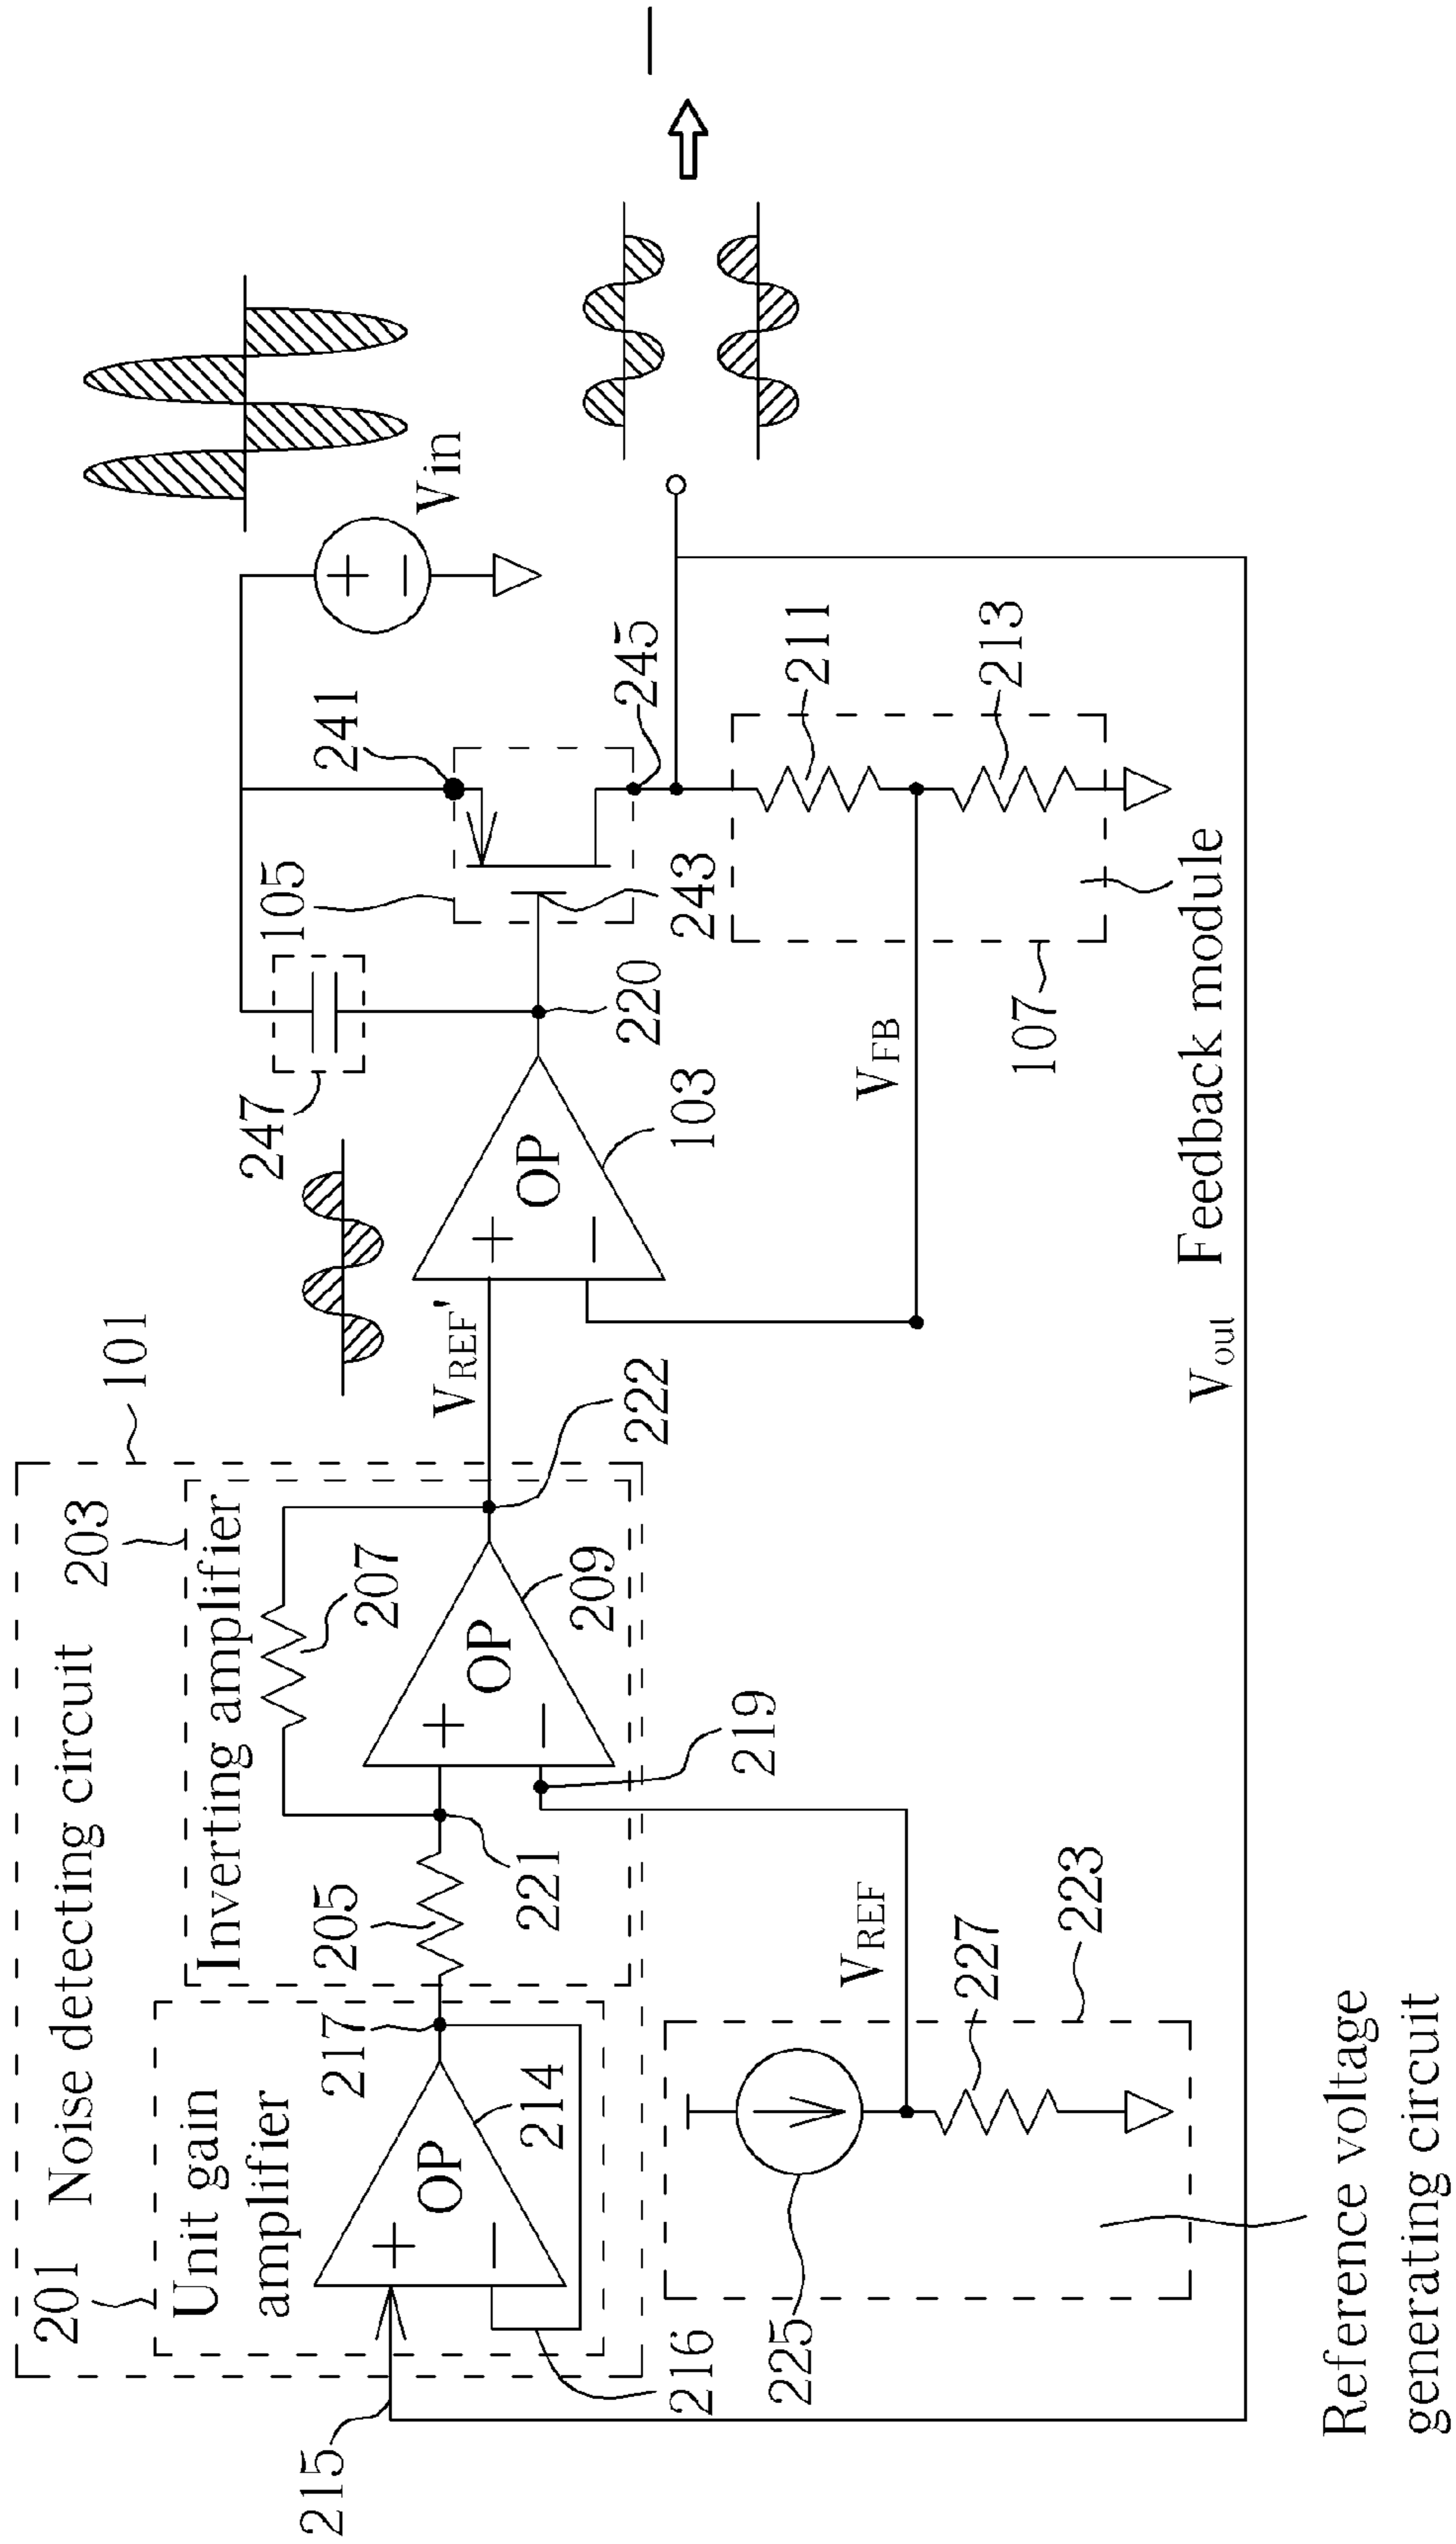 201
Noise detecting circuit
203
101
Unit gain
amplifier
Inverting amplifier
247
105
241
Vin
217
205
207
OP
214
221
OP
209
222
VREF'
+
−
OP
103
220
243
245
+
−
+
−
+
−
215
216
219
VREF
VFB
211
213
107
225
227
223
Feedback module
Vout
Reference voltage
generating circuit